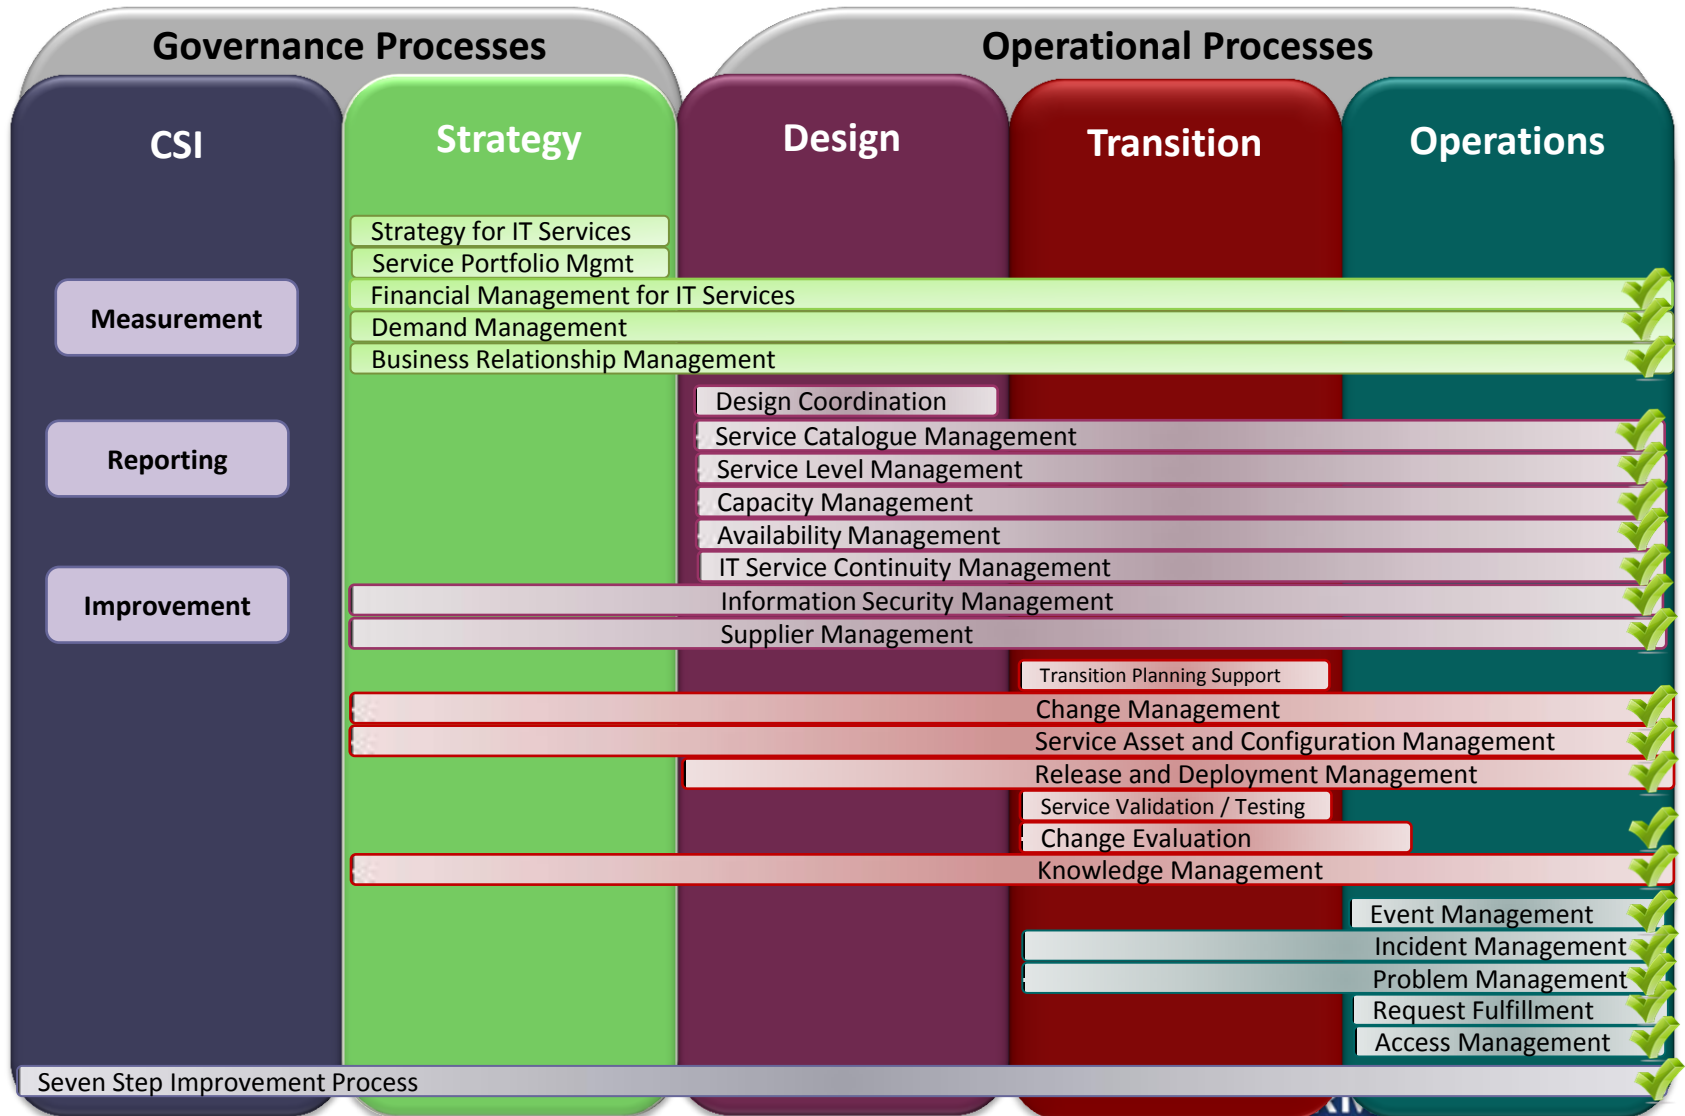 Governance Processes
Operational Processes
CSI
Strategy
Design
Transition
Operations
Strategy for IT Services
Service Portfolio Mgmt
Financial Management for IT Services
Demand Management
Business Relationship Management
Measurement
Reporting
Improvement
Design Coordination
Service Catalogue Management
Service Level Management
Capacity Management
Availability Management
IT Service Continuity Management
Information Security Management
Supplier Management
Transition Planning Support
Change Management
Service Asset and Configuration Management
Release and Deployment Management
Service Validation / Testing
Change Evaluation
Knowledge Management
Event Management
Incident Management
Problem Management
Request Fulfillment
Access Management
Seven Step Improvement Process